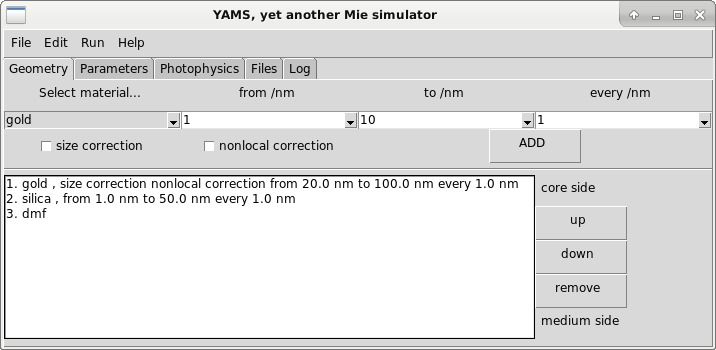 YAMS, yet another Mie simulator
File Edit Run Help
Geometry Parameters Photophysics Files Log
Select material... from /nm to /nm every /nm
gold 1 10 1
size correction nonlocal correction ADD
1. gold , size correction nonlocal correction from 20.0 nm to 100.0 nm every 1.0 nm
2. silica , from 1.0 nm to 50.0 nm every 1.0 nm
3. dmf
core side
up
down
remove
medium side